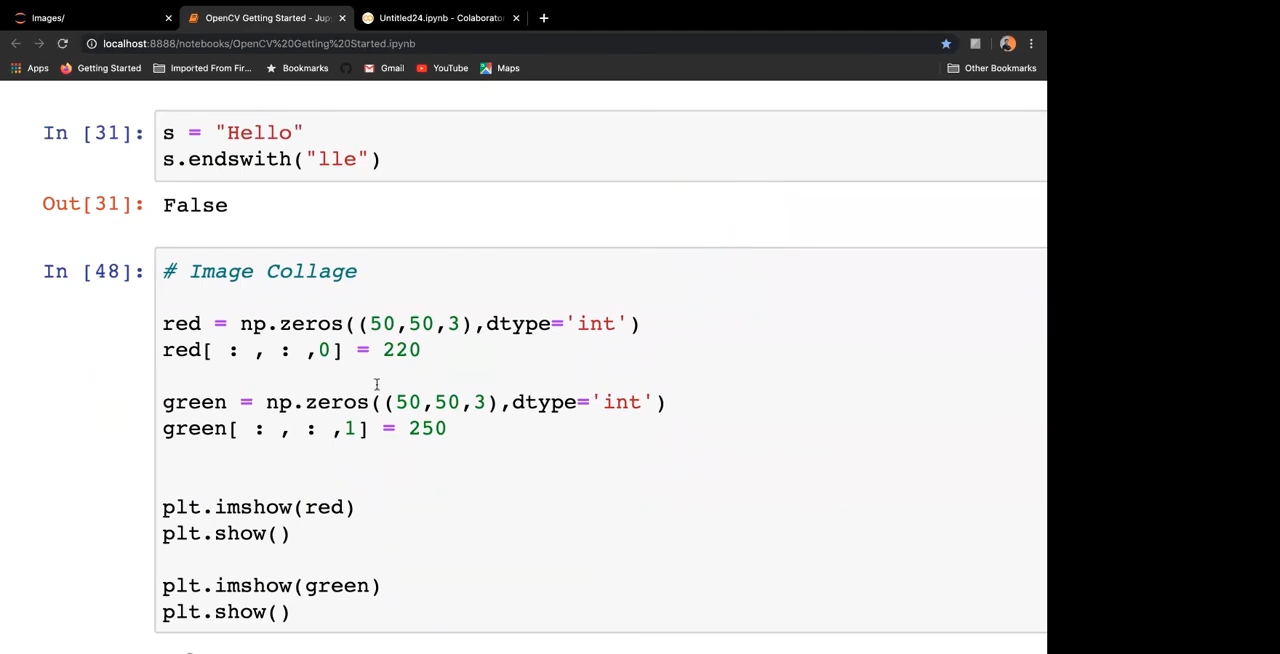 Images/
OpenCV Getting Started - Jup
Untitled24.ipynb - Colaborato
localhost:8888/notebooks/OpenCV%20Getting%20Started.ipynb
Apps Getting Started Imported From Fir... Bookmarks Gmail YouTube Maps Other Bookmarks
In [31]: s = "Hello"
s.endswith("lle")
Out[31]: False
In [48]: # Image Collage
red = np.zeros((50,50,3),dtype='int')
red[ : , : ,0] = 220
green = np.zeros((50,50,3),dtype='int')
green[ : , : ,1] = 250
plt.imshow(red)
plt.show()
plt.imshow(green)
plt.show()